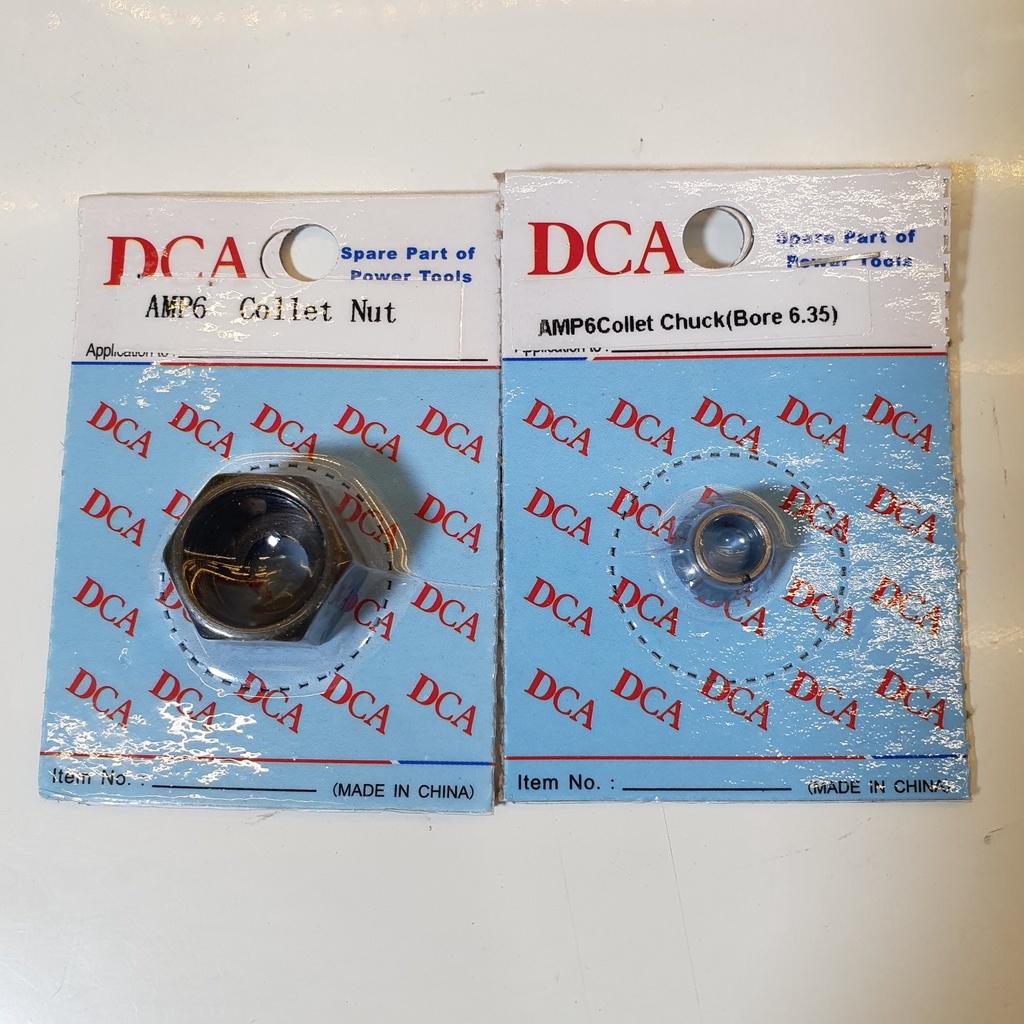 DCA
Spare Part of
Power Tools
AMP6 Collet Nut
Application to :
DCA DCA DCA DCA DCA
DCA DCA DCA DCA
DCA DCA DCA DCA
DCA DCA DCA DCA DCA
Item No. :
(MADE IN CHINA)
DCA
Spare Part of
Power Tools
AMP6Collet Chuck(Bore 6.35)
Application to :
DCA DCA DCA DCA DCA
DCA DCA DCA DCA DCA
DCA DCA DCA DCA DCA
DCA DCA DCA DCA DCA
Item No. :
(MADE IN CHINA)